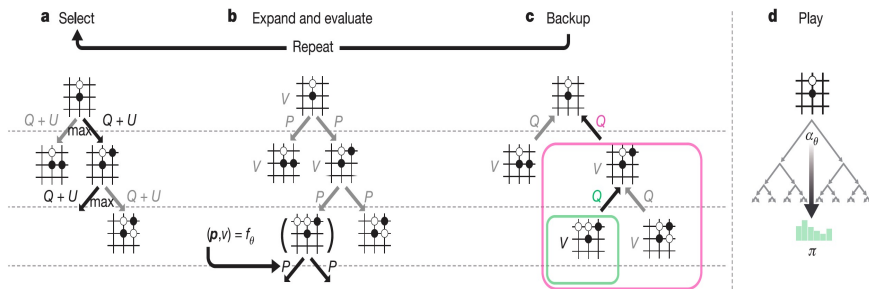 a Select
b Expand and evaluate
c Backup
d Play
Repeat
Q + U
max
Q + U
Q + U
max
Q + U
V
P
P
V
V
P
P
(p,v) = fθ
P
P
Q
Q
V
V
Q
Q
V
V
αθ
π